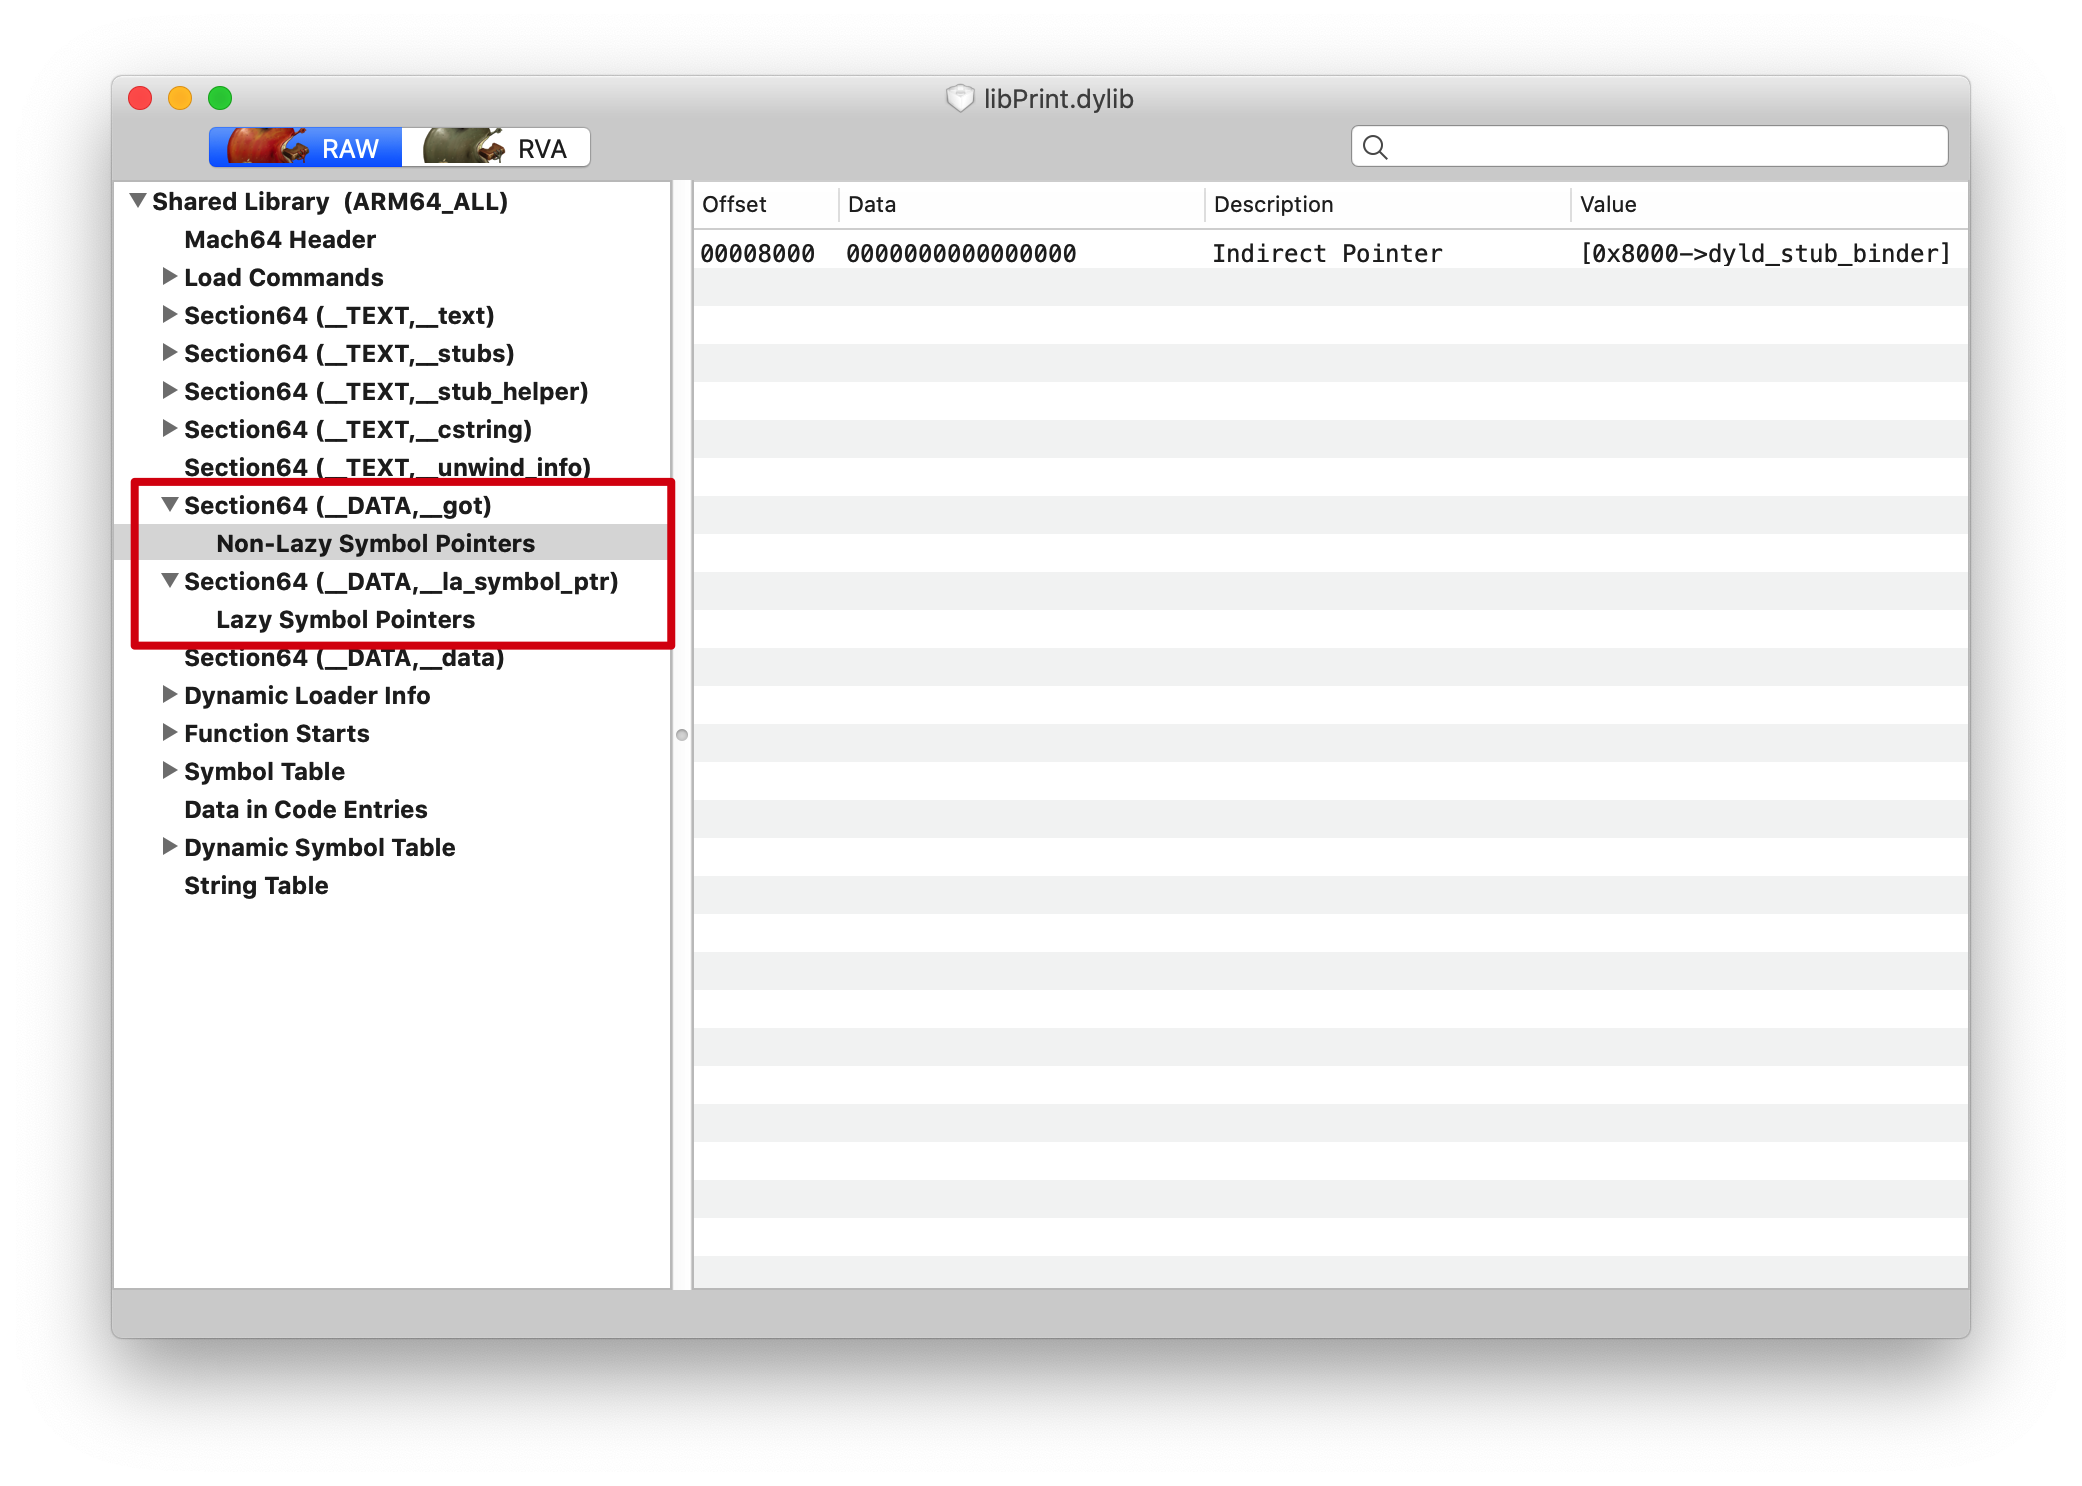 libPrint.dylib
RAW
RVA
Shared Library (ARM64_ALL)
Mach64 Header
Load Commands
Section64 (__TEXT,__text)
Section64 (__TEXT,__stubs)
Section64 (__TEXT,__stub_helper)
Section64 (__TEXT,__cstring)
Section64 (__TEXT,__unwind_info)
Section64 (__DATA,__got)
Non-Lazy Symbol Pointers
Section64 (__DATA,__la_symbol_ptr)
Lazy Symbol Pointers
Section64 (__DATA,__data)
Dynamic Loader Info
Function Starts
Symbol Table
Data in Code Entries
Dynamic Symbol Table
String Table
Offset Data Description Value
00008000 0000000000000000 Indirect Pointer [0x8000->dyld_stub_binder]